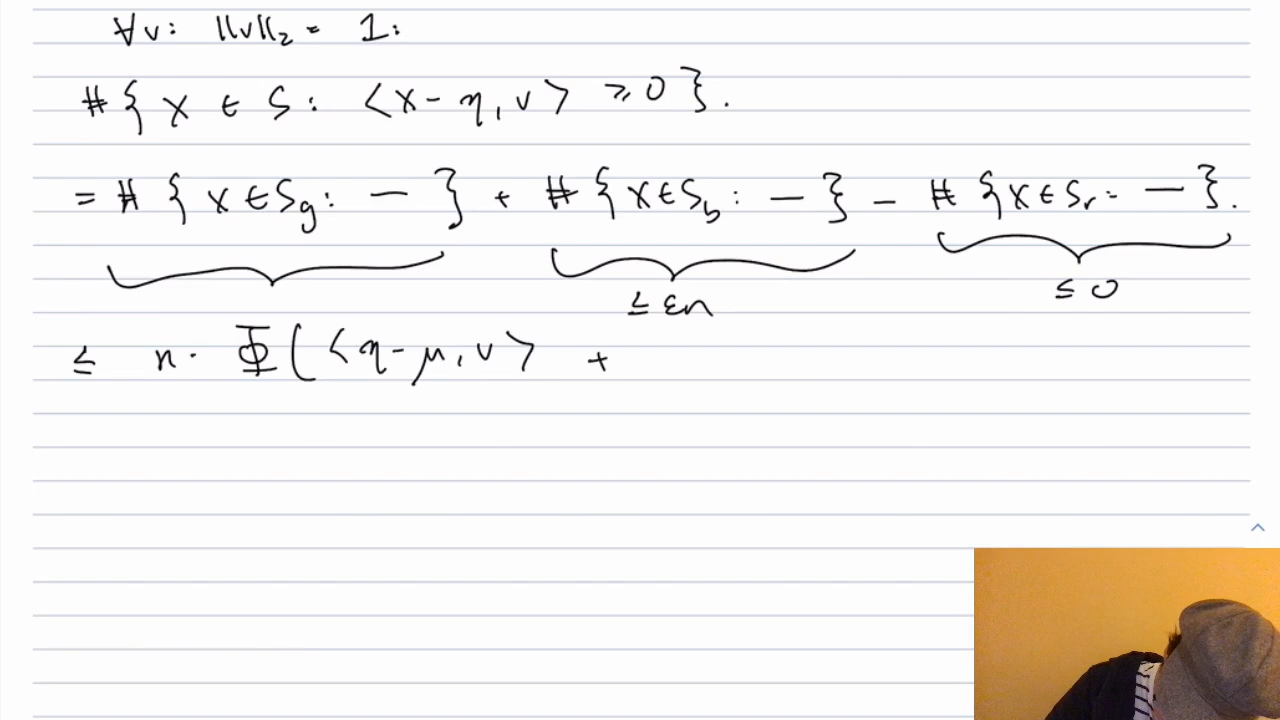 ∀v: ‖v‖₂ = 1:
# { X ∈ S: ⟨X - η, v⟩ ≥ 0 }.
= # { X ∈ S_g: — } + # { X ∈ S_b: — } - # { X ∈ S_r: — }.
≤ εn
≤ 0
≤ n · Φ( ⟨η - μ, v⟩ +